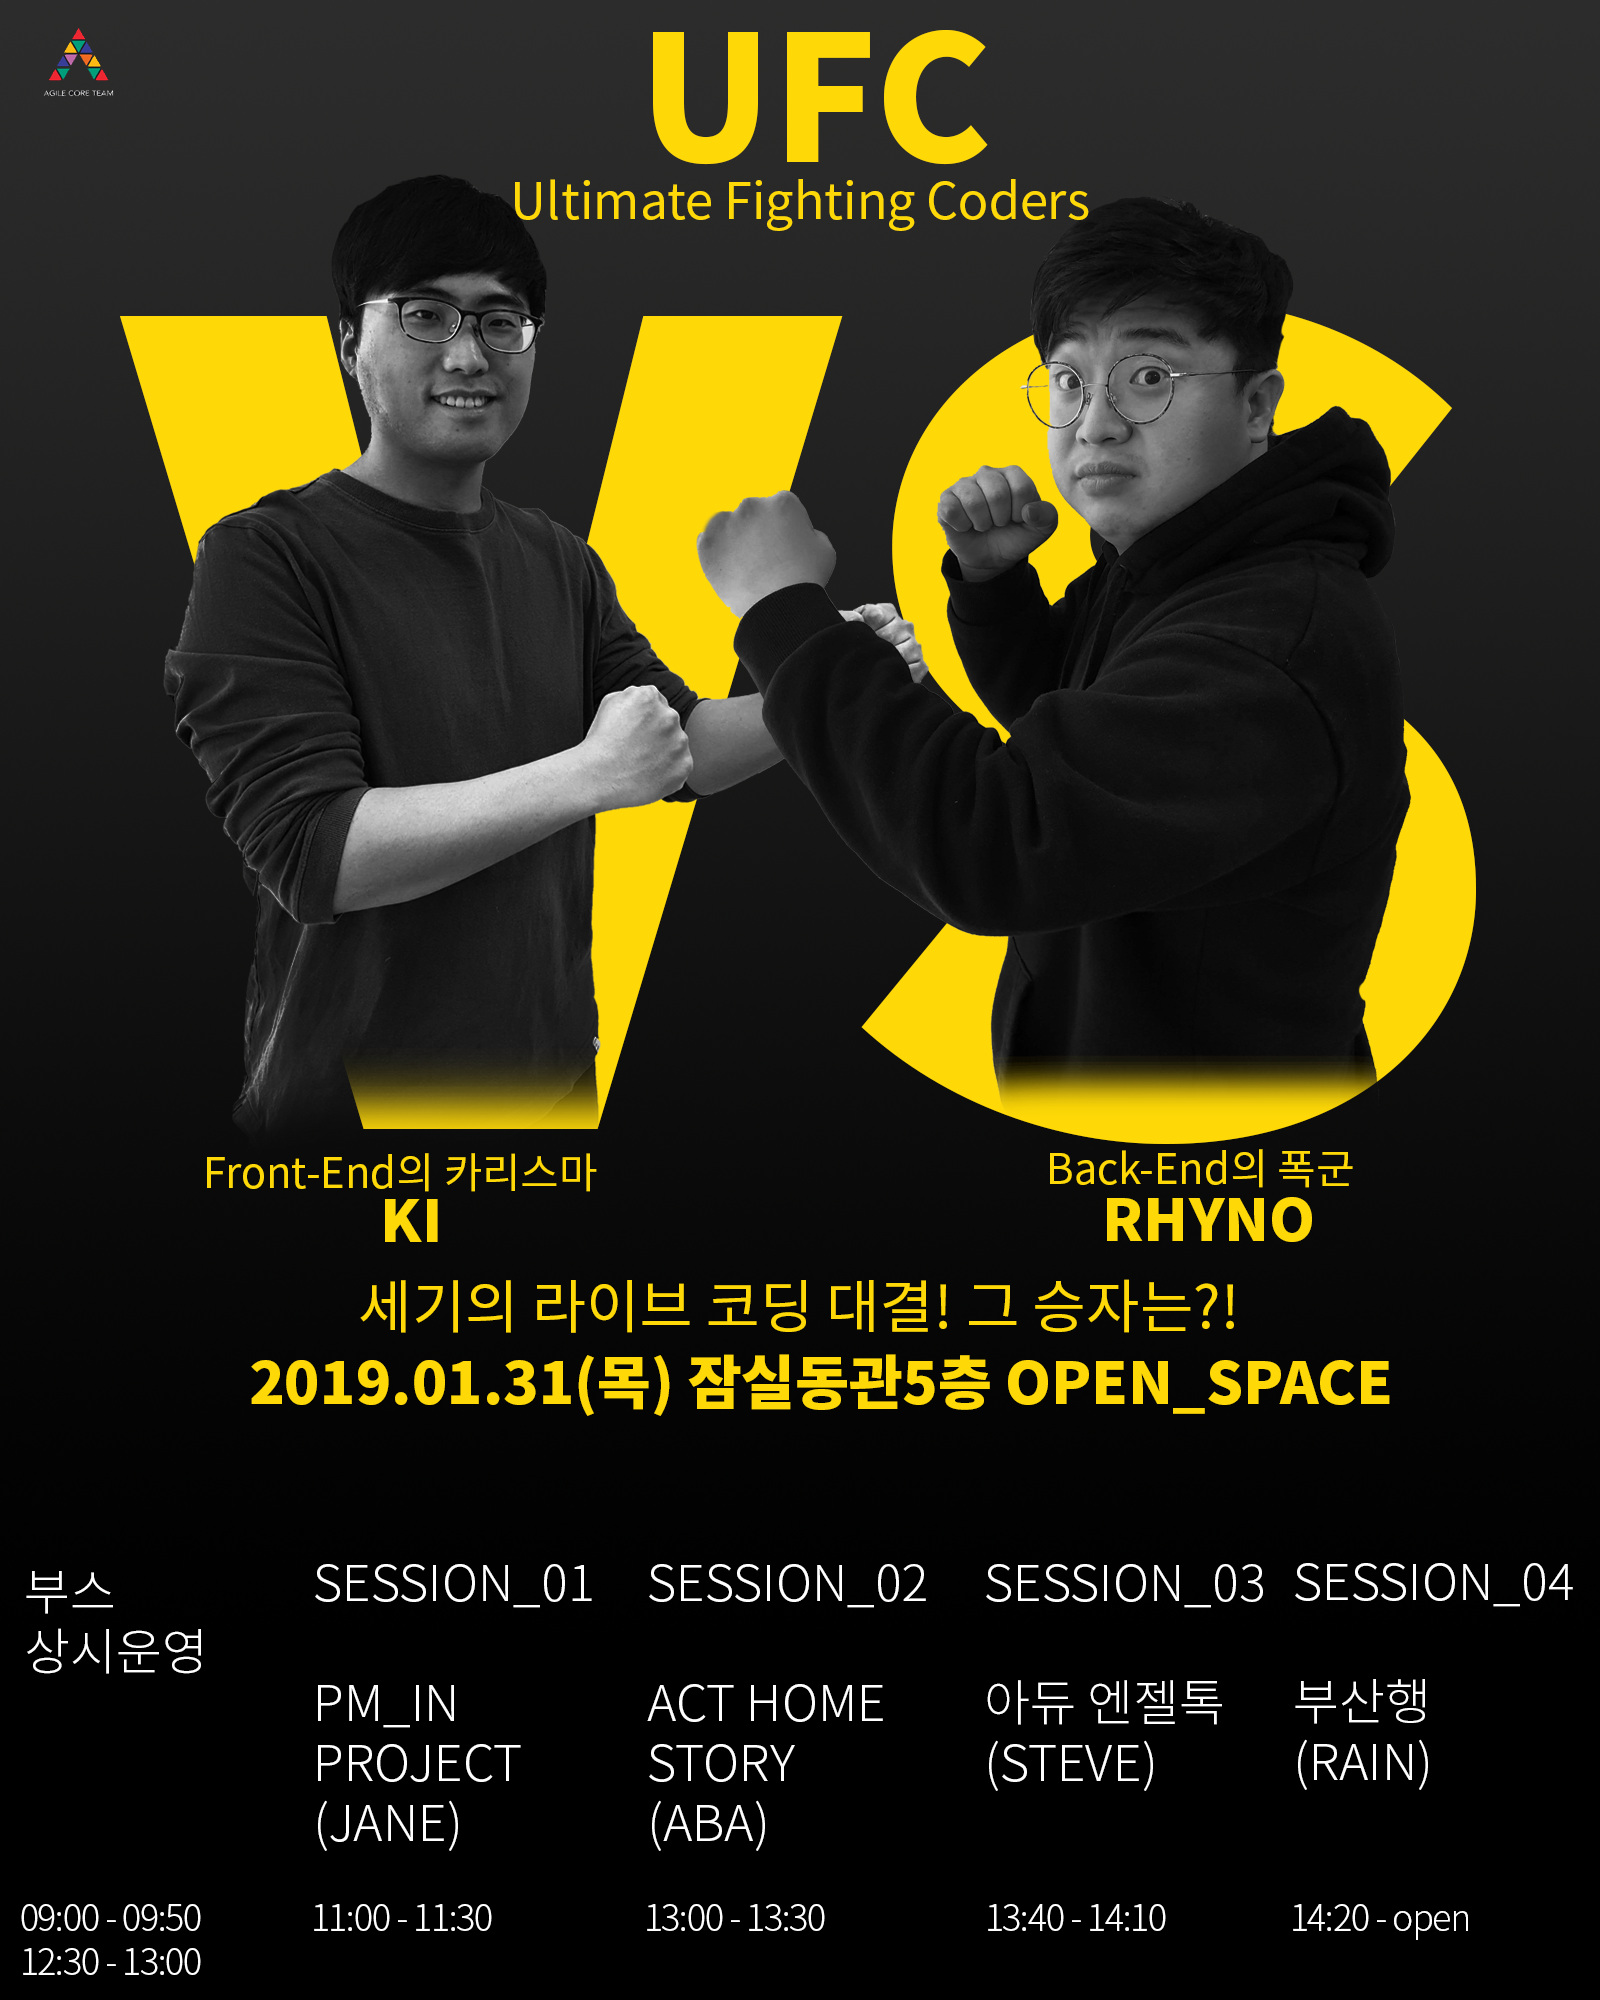 AGILE CORE TEAM
UFC
Ultimate Fighting Coders
Front-End의 카리스마
KI
Back-End의 폭군
RHYNO
세기의 라이브 코딩 대결! 그 승자는?!
2019.01.31(목) 잠실동관5층 OPEN_SPACE
부스
상시운영
09:00 - 09:50
12:30 - 13:00
SESSION_01
PM_IN
PROJECT
(JANE)
11:00 - 11:30
SESSION_02
ACT HOME
STORY
(ABA)
13:00 - 13:30
SESSION_03
아듀 엔젤톡
(STEVE)
13:40 - 14:10
SESSION_04
부산행
(RAIN)
14:20 - open